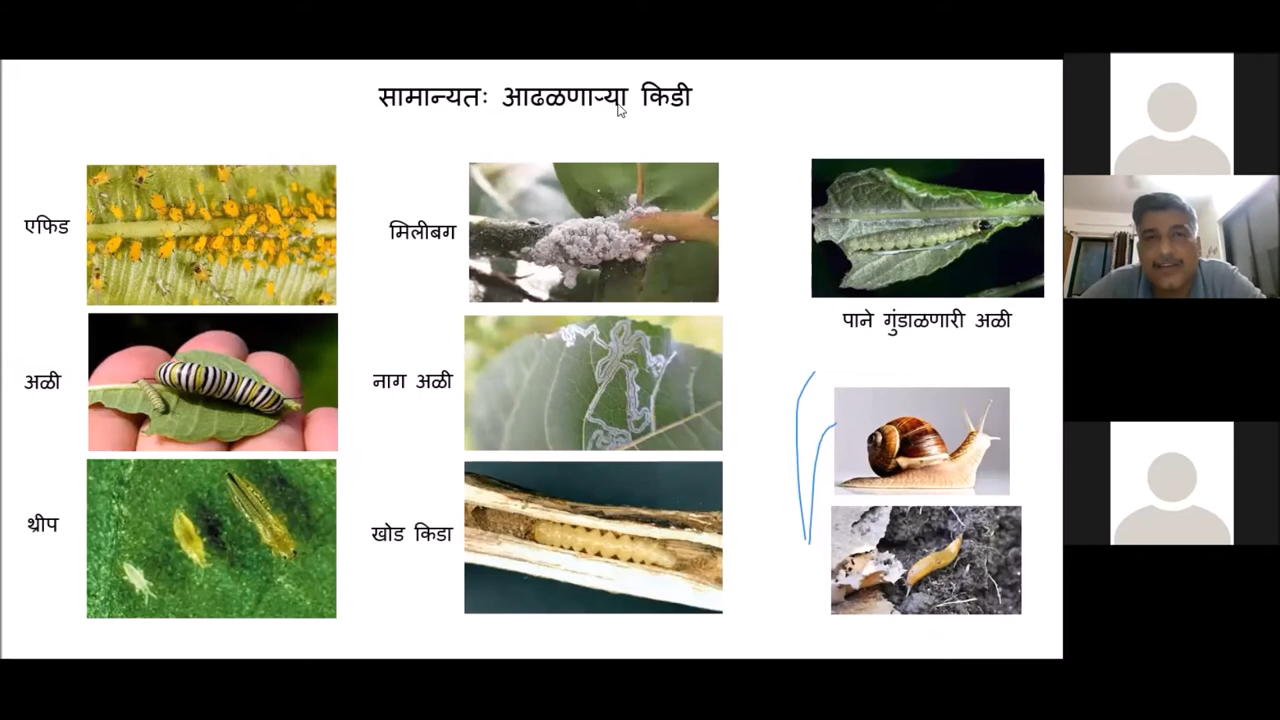 सामान्यतः आढळणाऱ्या किडी
एफिड
मिलीबग
पाने गुंडाळणारी अळी
अळी
नाग अळी
थ्रीप
खोड किडा